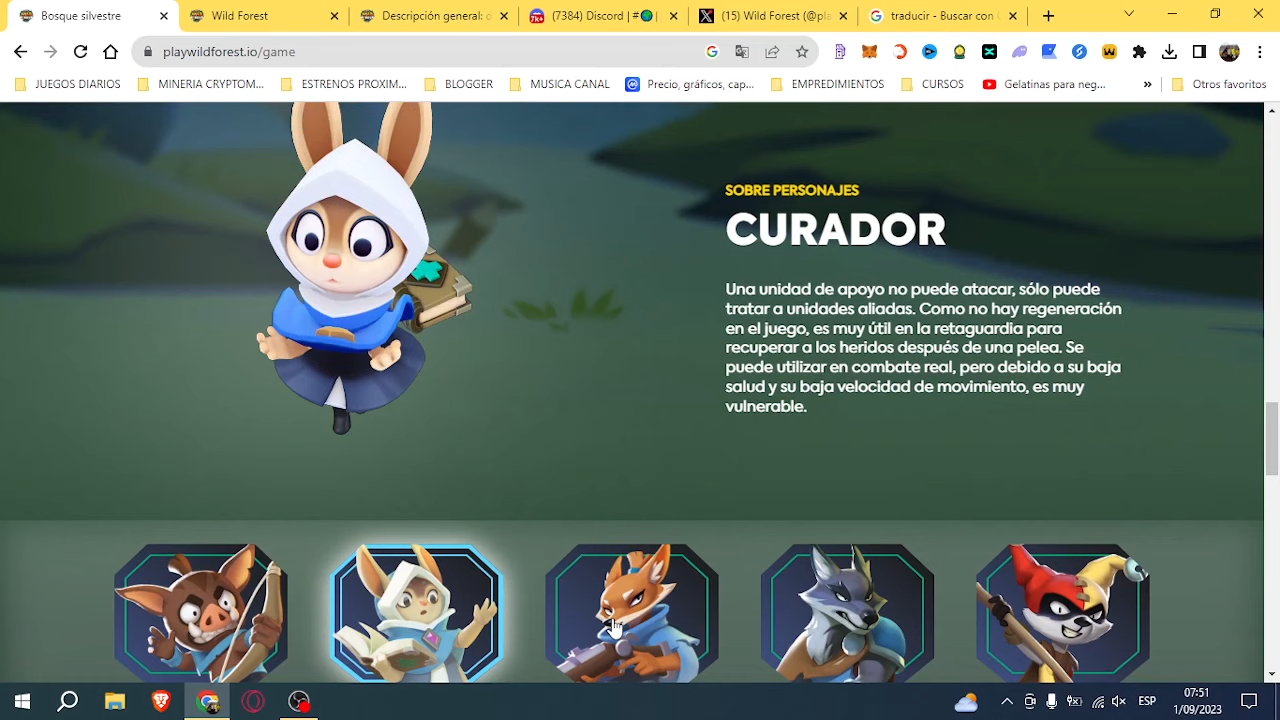 Bosque silvestre
Wild Forest
Descripción general: d
(7384) Discord | #
(15) Wild Forest (@pla
traducir - Buscar con G
playwildforest.io/game
JUEGOS DIARIOS
MINERIA CRYPTOM...
ESTRENOS PROXIM...
BLOGGER
MUSICA CANAL
Precio, gráficos, cap...
EMPREDIMIENTOS
CURSOS
Gelatinas para neg...
»
Otros favoritos
SOBRE PERSONAJES
CURADOR
Una unidad de apoyo no puede atacar, sólo puede
tratar a unidades aliadas. Como no hay regeneración
en el juego, es muy útil en la retaguardia para
recuperar a los heridos después de una pelea. Se
puede utilizar en combate real, pero debido a su baja
salud y su baja velocidad de movimiento, es muy
vulnerable.
ESP
07:51
1/09/2023